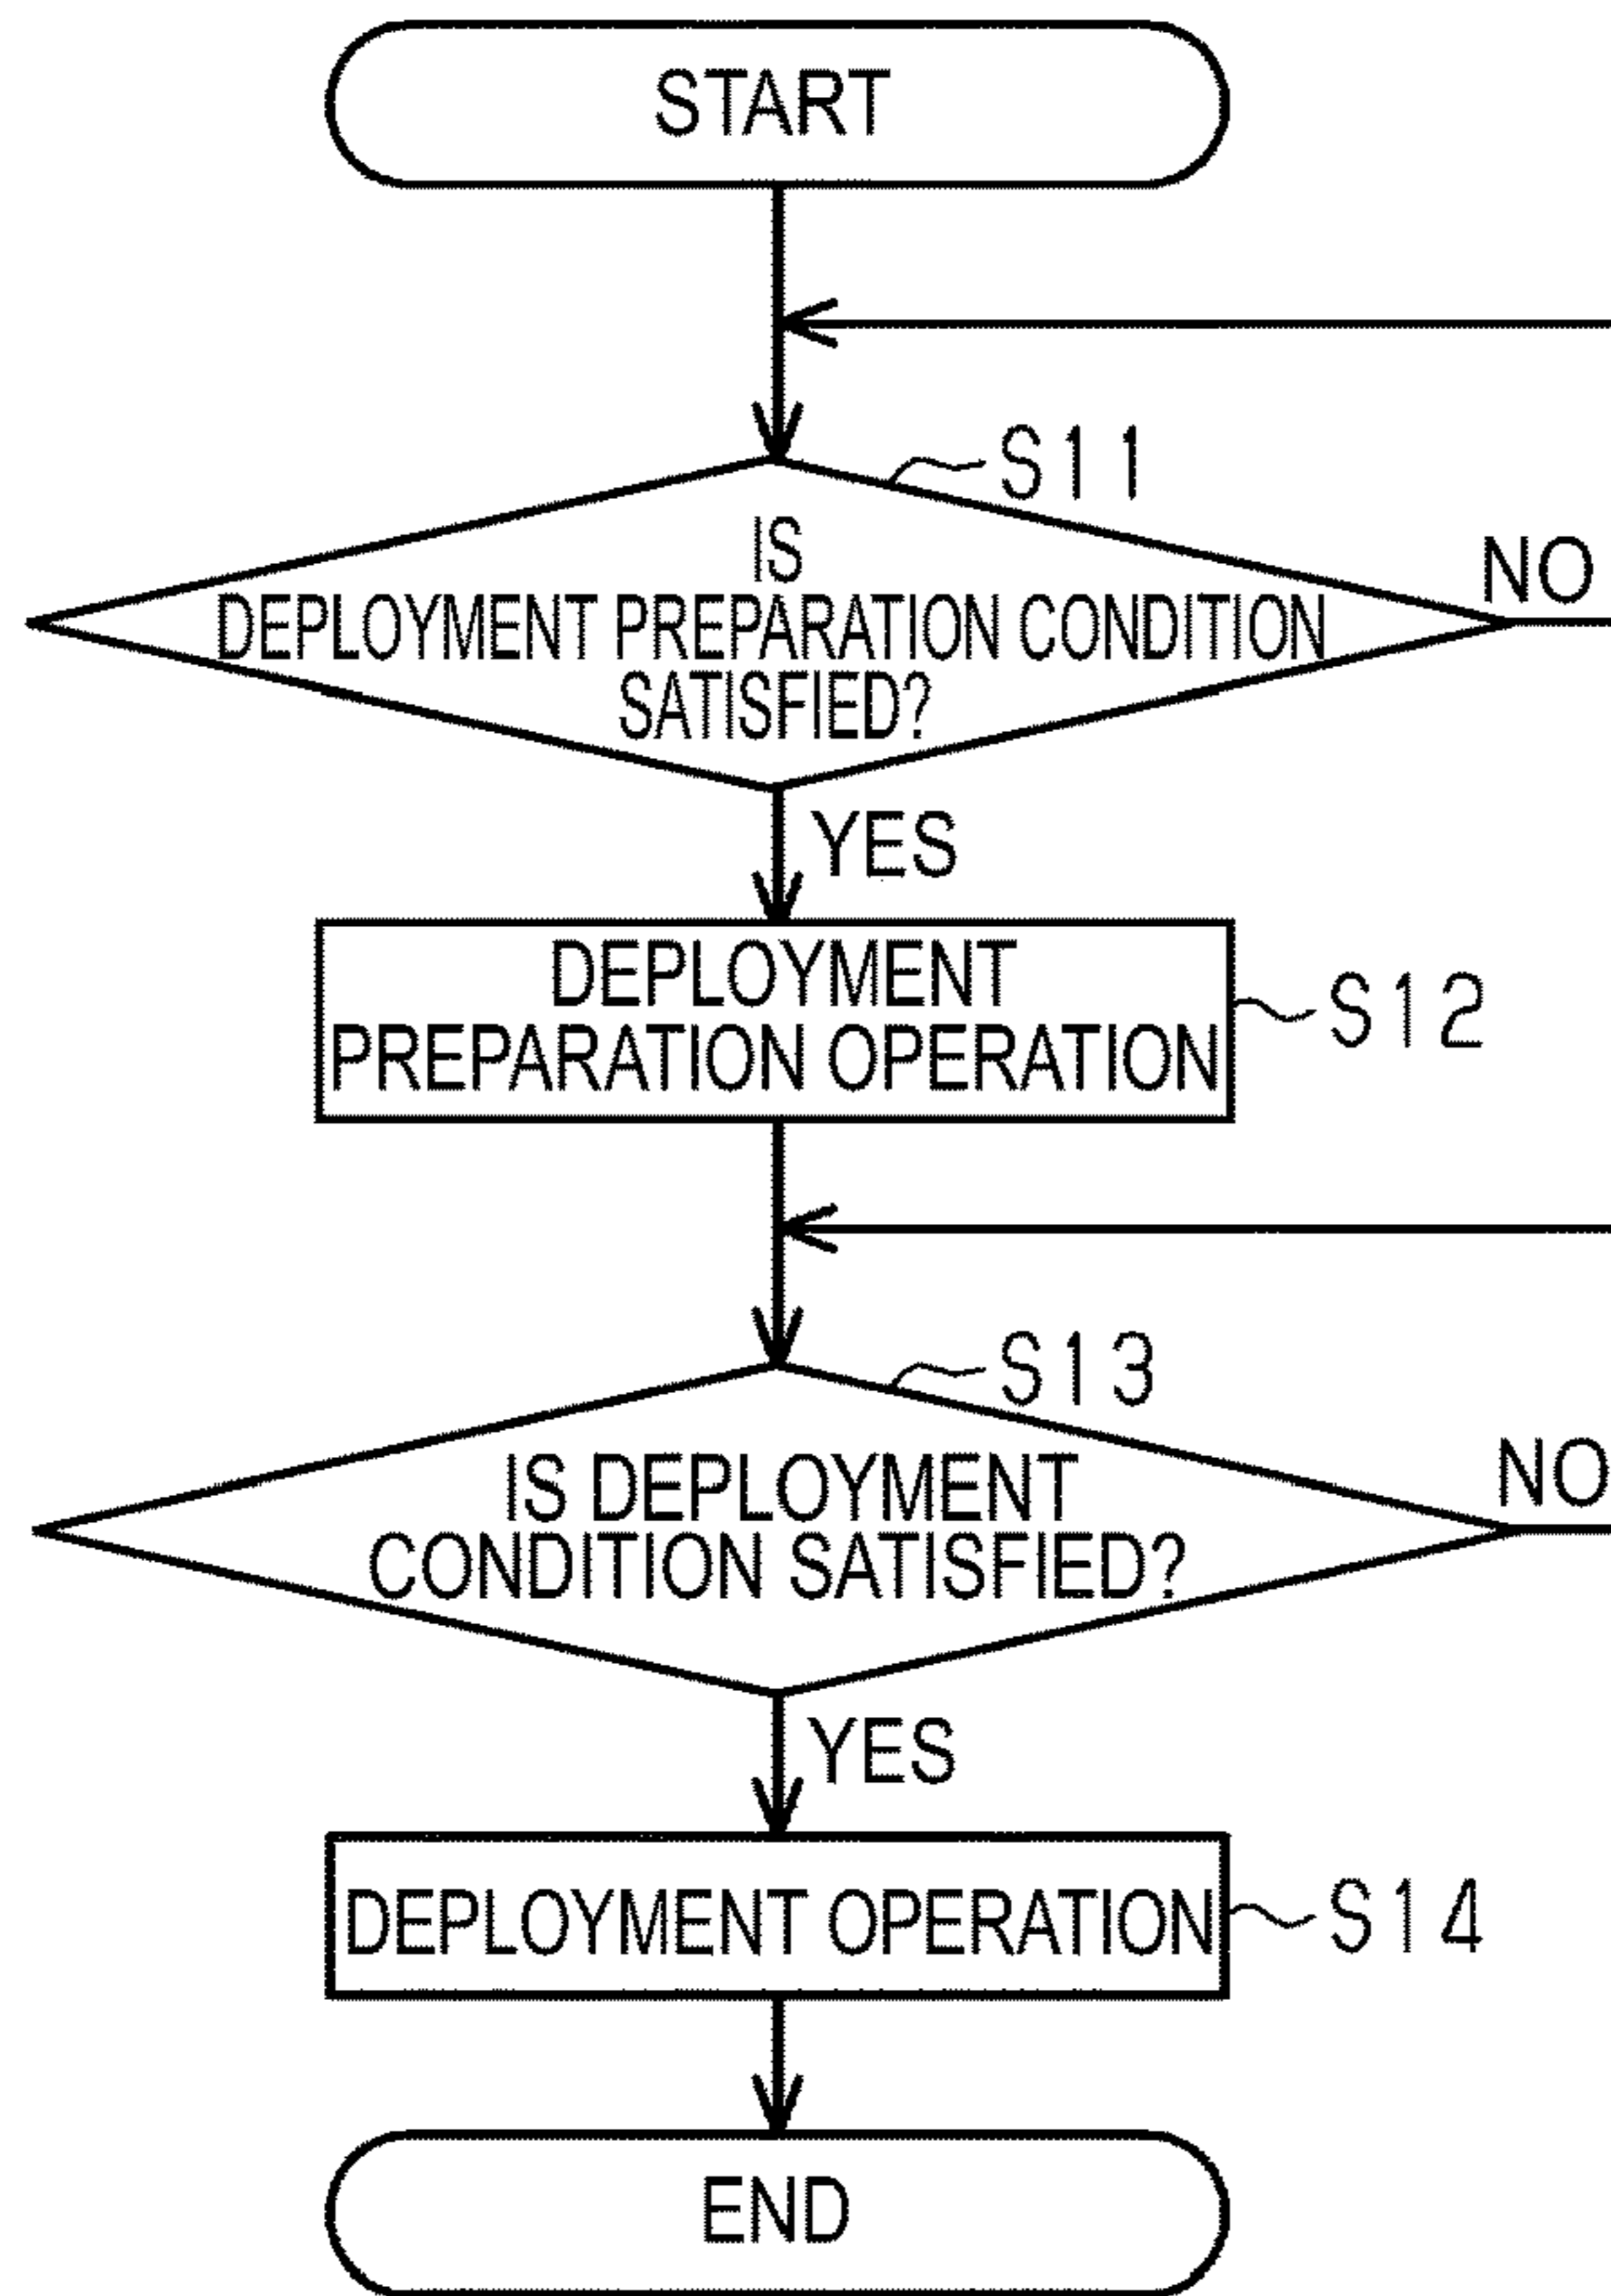 START
S11
IS
DEPLOYMENT PREPARATION CONDITION
SATISFIED?
NO
YES
DEPLOYMENT
PREPARATION OPERATION
S12
S13
IS DEPLOYMENT
CONDITION SATISFIED?
NO
YES
DEPLOYMENT OPERATION
S14
END